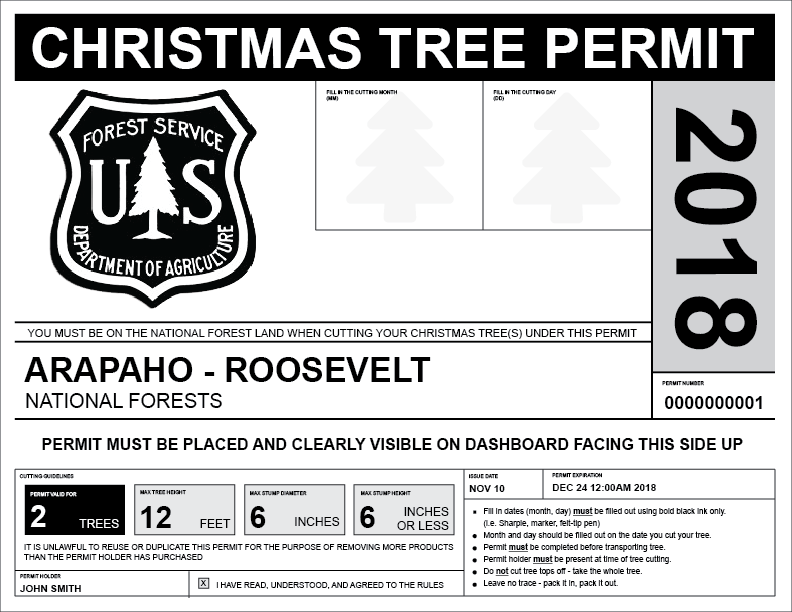 CHRISTMAS TREE PERMIT
FOREST SERVICE
US
DEPARTMENT OF AGRICULTURE
FILL IN THE CUTTING MONTH
(MM)
FILL IN THE CUTTING DAY
(DD)
2018
YOU MUST BE ON THE NATIONAL FOREST LAND WHEN CUTTING YOUR CHRISTMAS TREE(S) UNDER THIS PERMIT
ARAPAHO - ROOSEVELT
NATIONAL FORESTS
PERMIT NUMBER
0000000001
PERMIT MUST BE PLACED AND CLEARLY VISIBLE ON DASHBOARD FACING THIS SIDE UP
CUTTING GUIDELINES
PERMIT VALID FOR
2 TREES
MAX TREE HEIGHT
12 FEET
MAX STUMP DIAMETER
6 INCHES
MAX STUMP HEIGHT
6 INCHES
OR LESS
IT IS UNLAWFUL TO REUSE OR DUPLICATE THIS PERMIT FOR THE PURPOSE OF REMOVING MORE PRODUCTS
THAN THE PERMIT HOLDER HAS PURCHASED
PERMIT HOLDER
JOHN SMITH
X I HAVE READ, UNDERSTOOD, AND AGREED TO THE RULES
ISSUE DATE
NOV 10
PERMIT EXPIRATION
DEC 24 12:00AM 2018
• Fill in dates (month, day) must be filled out using bold black ink only.
(I.e. Sharpie, marker, felt-tip pen)
• Month and day should be filled out on the date you cut your tree.
• Permit must be completed before transporting tree.
• Permit holder must be present at time of tree cutting.
• Do not cut tree tops off - take the whole tree.
• Leave no trace - pack it in, pack it out.